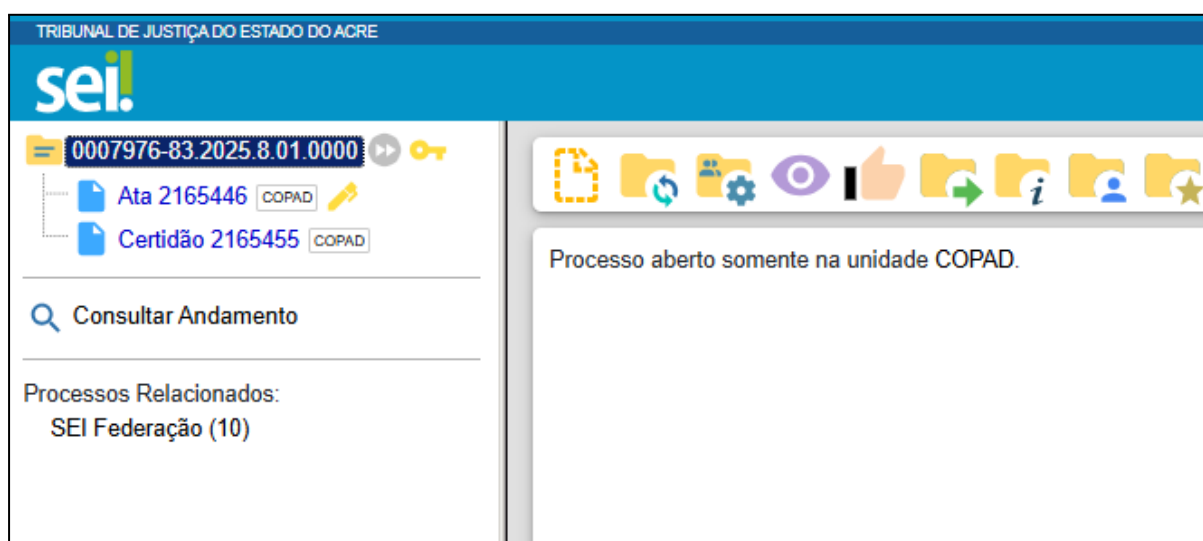 TRIBUNAL DE JUSTIÇA DO ESTADO DO ACRE
sei!
0007976-83.2025.8.01.0000
Ata 2165446 COPAD
Certidão 2165455 COPAD
Consultar Andamento
Processos Relacionados:
SEI Federação (10)
Processo aberto somente na unidade COPAD.